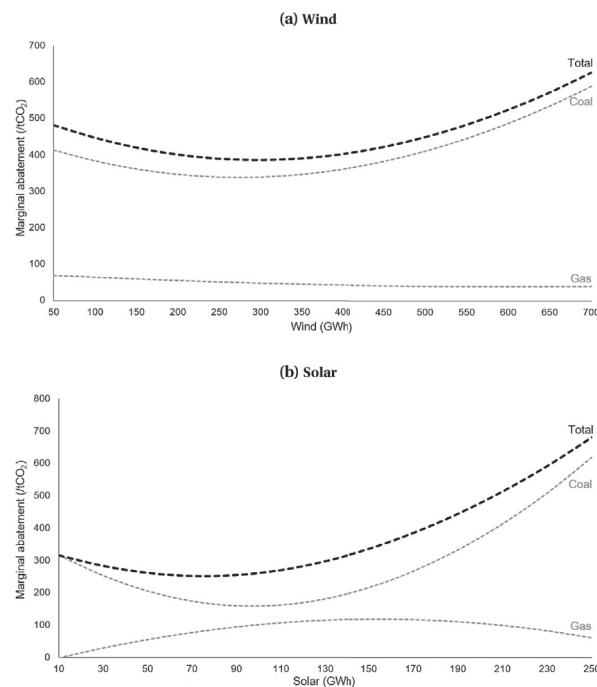 (a) Wind
700
600
500
400
300
200
100
0
Marginal abatement (/tCO₂)
Total
Coal
Gas
50 100 150 200 250 300 350 400 450 500 550 600 650 700
Wind (GWh)
(b) Solar
800
700
600
500
400
300
200
100
0
Marginal abatement (/tCO₂)
Total
Coal
Gas
10 30 50 70 90 110 130 150 170 190 210 230 250
Solar (GWh)